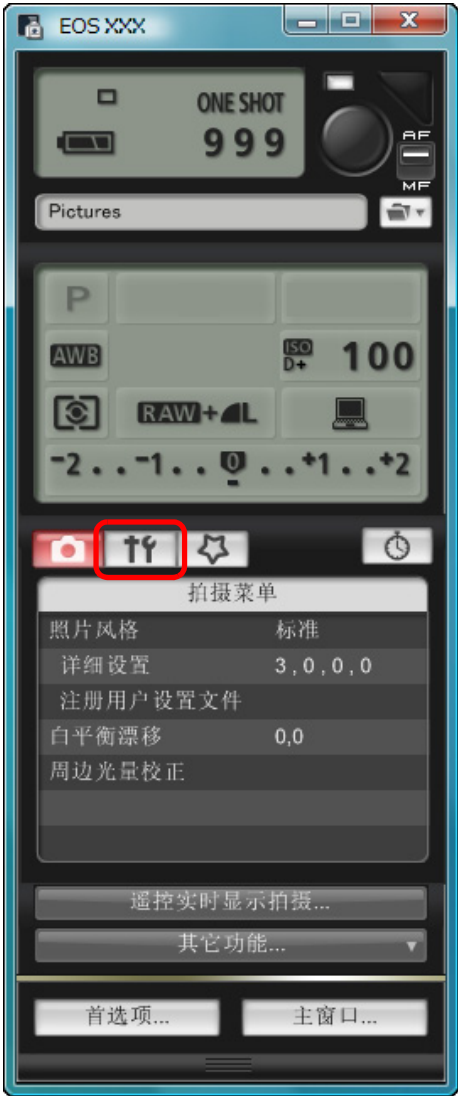 EOS XXX
ONE SHOT
999
AF
MF
Pictures
P
AWB
ISO D+ 100
RAW+L
-2..-1..0..+1..+2
拍摄菜单
照片风格 标准
详细设置 3,0,0,0
注册用户设置文件
白平衡漂移 0,0
周边光量校正
遥控实时显示拍摄...
其它功能...
首选项... 主窗口...